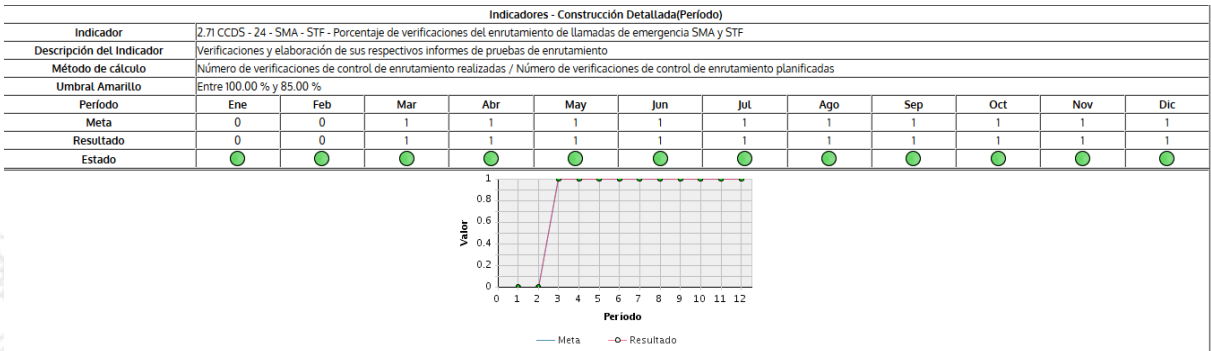 Indicadores - Construcción Detallada(Período)
Indicador 2.71 CCDS - 24 - SMA - STF - Porcentaje de verificaciones del enrutamiento de llamadas de emergencia SMA y STF
Descripción del Indicador Verificaciones y elaboración de sus respectivos informes de pruebas de enrutamiento
Método de cálculo Número de verificaciones de control de enrutamiento realizadas / Número de verificaciones de control de enrutamiento planificadas
Umbral Amarillo Entre 100.00 % y 85.00 %
Período Ene Feb Mar Abr May Jun Jul Ago Sep Oct Nov Dic
Meta 0 0 1 1 1 1 1 1 1 1 1 1
Resultado 0 0 1 1 1 1 1 1 1 1 1 1
Estado
1
0.8
0.6
0.4
0.2
0
Valor
0 1 2 3 4 5 6 7 8 9 10 11 12
Período
Meta Resultado